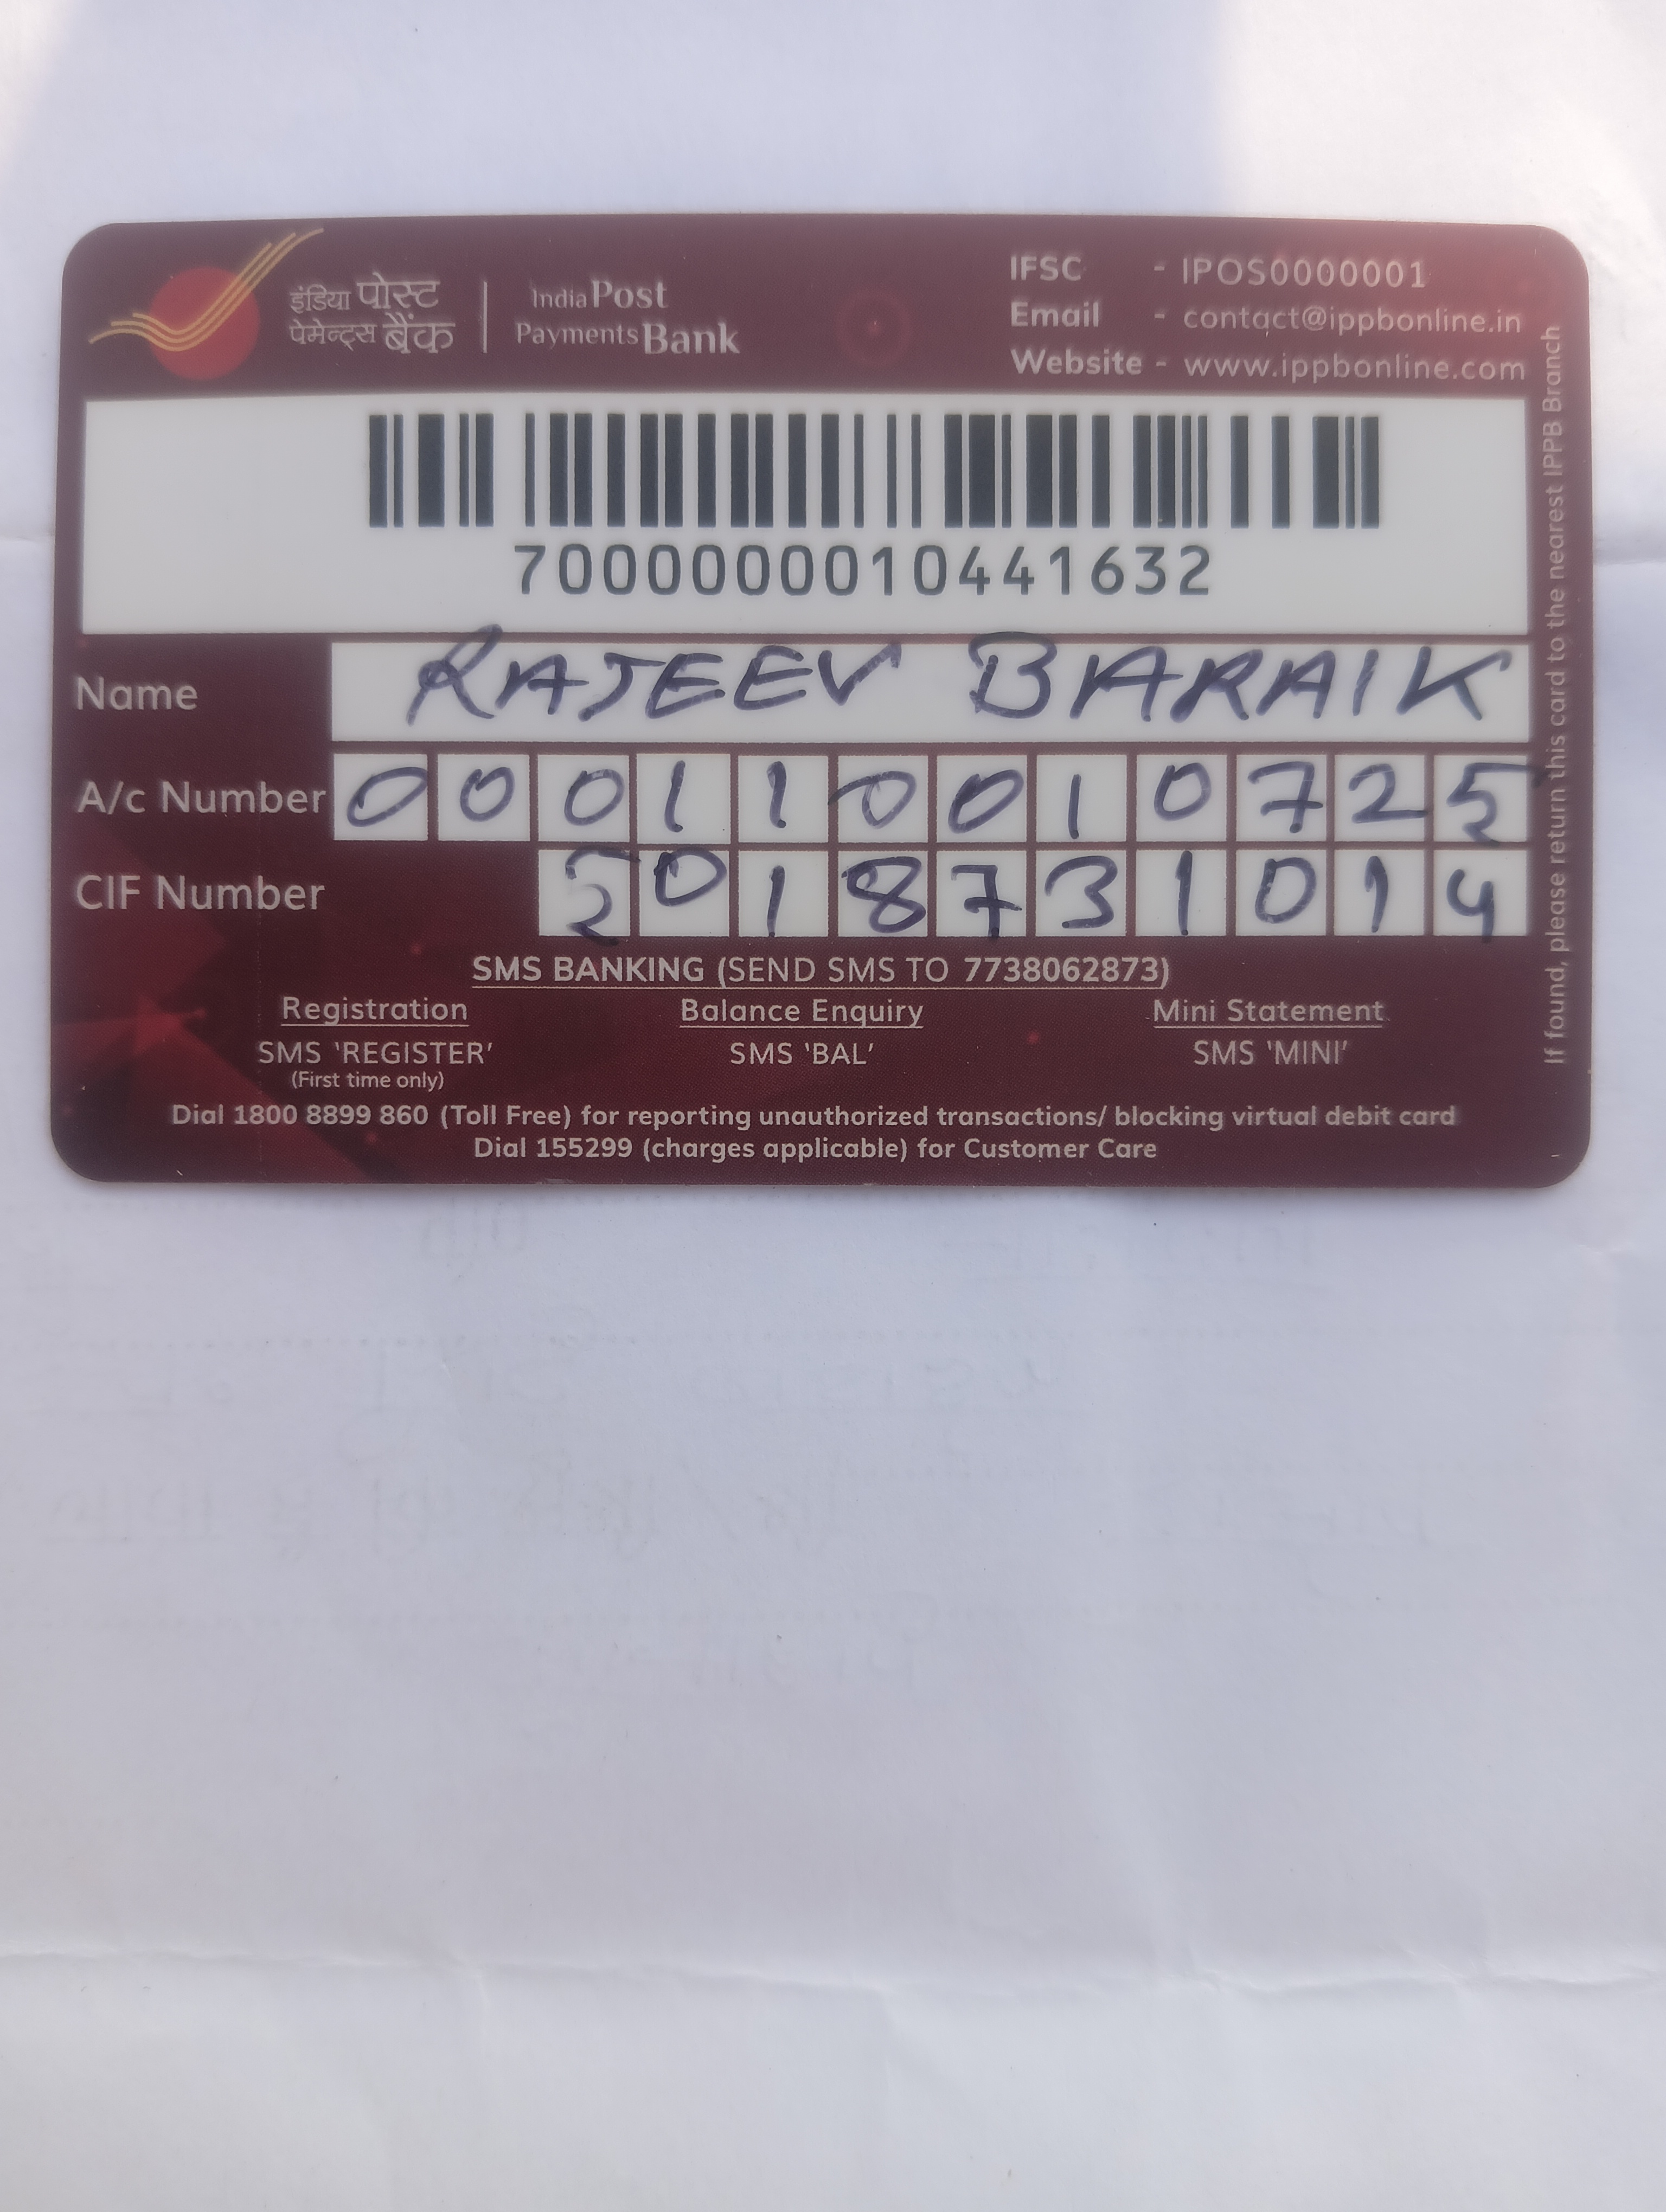 इंडिया पोस्ट
पेमेन्ट्स बैंक
India Post
Payments Bank
IFSC - IPOS0000001
Email - contact@ippbonline.in
Website - www.ippbonline.com
7000000010441632
Name RAJEEV BARAIK
A/c Number 000110010725
CIF Number 2018731014
SMS BANKING (SEND SMS TO 7738062873)
Registration Balance Enquiry Mini Statement
SMS 'REGISTER' SMS 'BAL' SMS 'MINI'
(First time only)
Dial 1800 8899 860 (Toll Free) for reporting unauthorized transactions/ blocking virtual debit card
Dial 155299 (charges applicable) for Customer Care
If found, please return this card to the nearest IPPB Branch